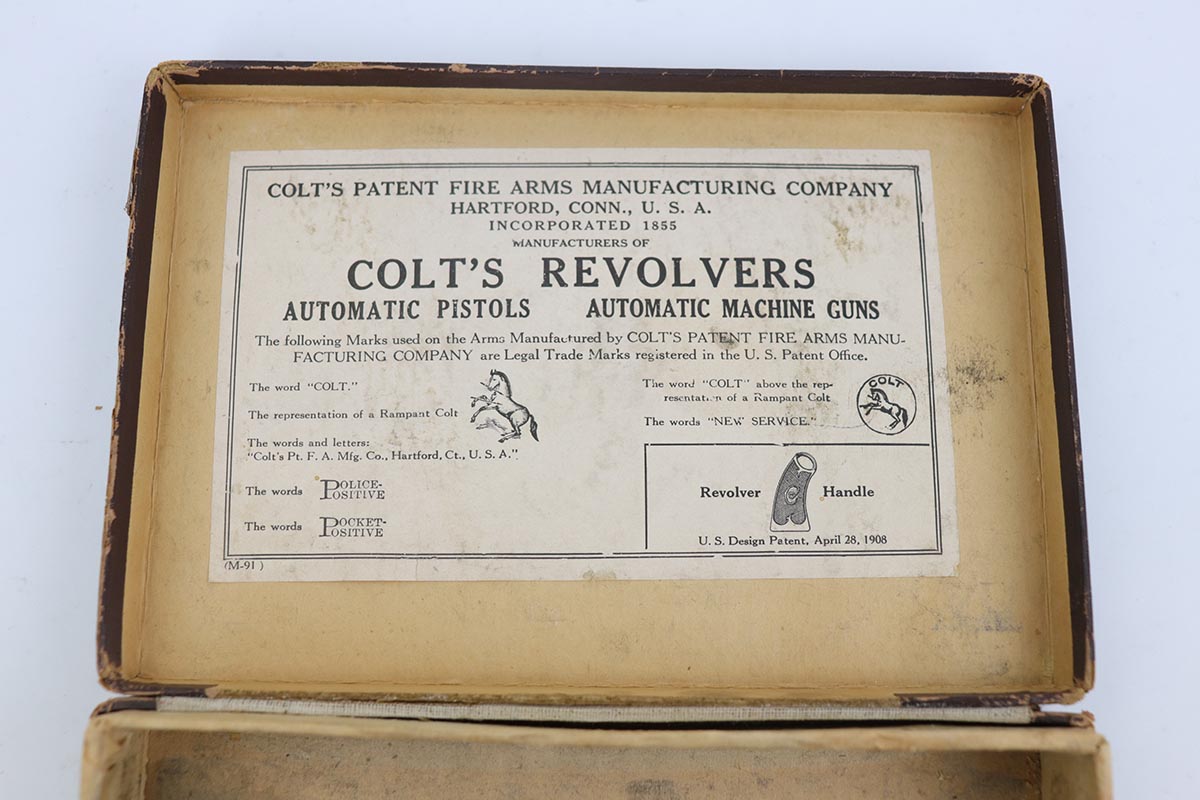 COLT'S PATENT FIRE ARMS MANUFACTURING COMPANY
HARTFORD, CONN., U. S. A.
INCORPORATED 1855
MANUFACTURERS OF
COLT'S REVOLVERS
AUTOMATIC PISTOLS AUTOMATIC MACHINE GUNS
The following Marks used on the Arms Manufactured by COLT'S PATENT FIRE ARMS MANU-
FACTURING COMPANY are Legal Trade Marks registered in the U. S. Patent Office.
The word "COLT."
The representation of a Rampant Colt
The words and letters:
"Colt's Pt. F. A. Mfg. Co., Hartford, Ct., U. S. A."
The words POLICE-
POSITIVE
The words POCKET-
POSITIVE
The word "COLT" above the rep-
resentation of a Rampant Colt
COLT
The words "NEW SERVICE."
Revolver C Handle
U. S. Design Patent, April 28, 1908
(M-91 )